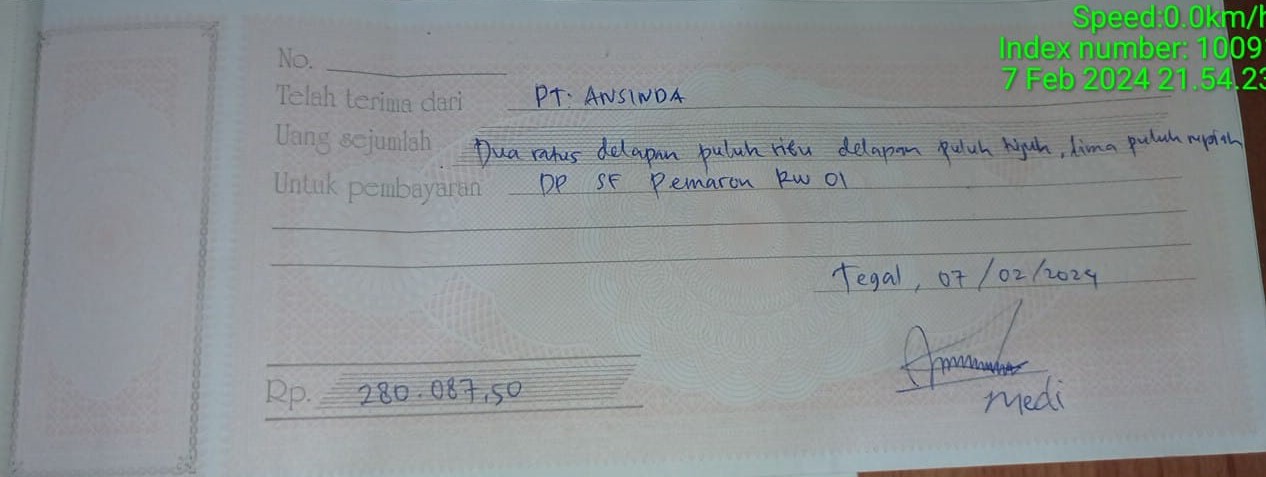 Speed:0.0km/h
Index number: 1009
7 Feb 2024 21.54.23
No.
Telah terima dari PT. ANSINDA
Uang sejumlah Dua ratus delapan puluh ribu delapan puluh tujuh, lima puluh rupiah
Untuk pembayaran DP SF Pemaron RW 01
Tegal, 07/02/2024
Rp. 280.087,50
Medi